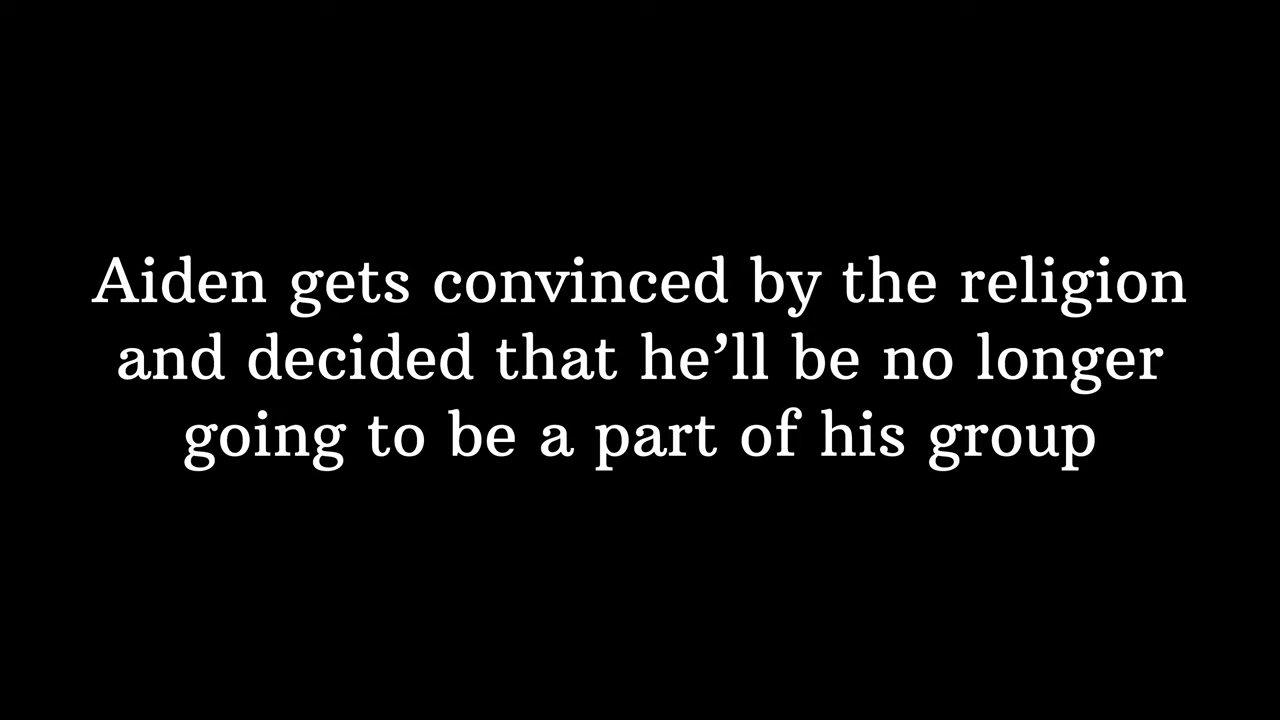 Aiden gets convinced by the religion
and decided that he’ll be no longer
going to be a part of his group